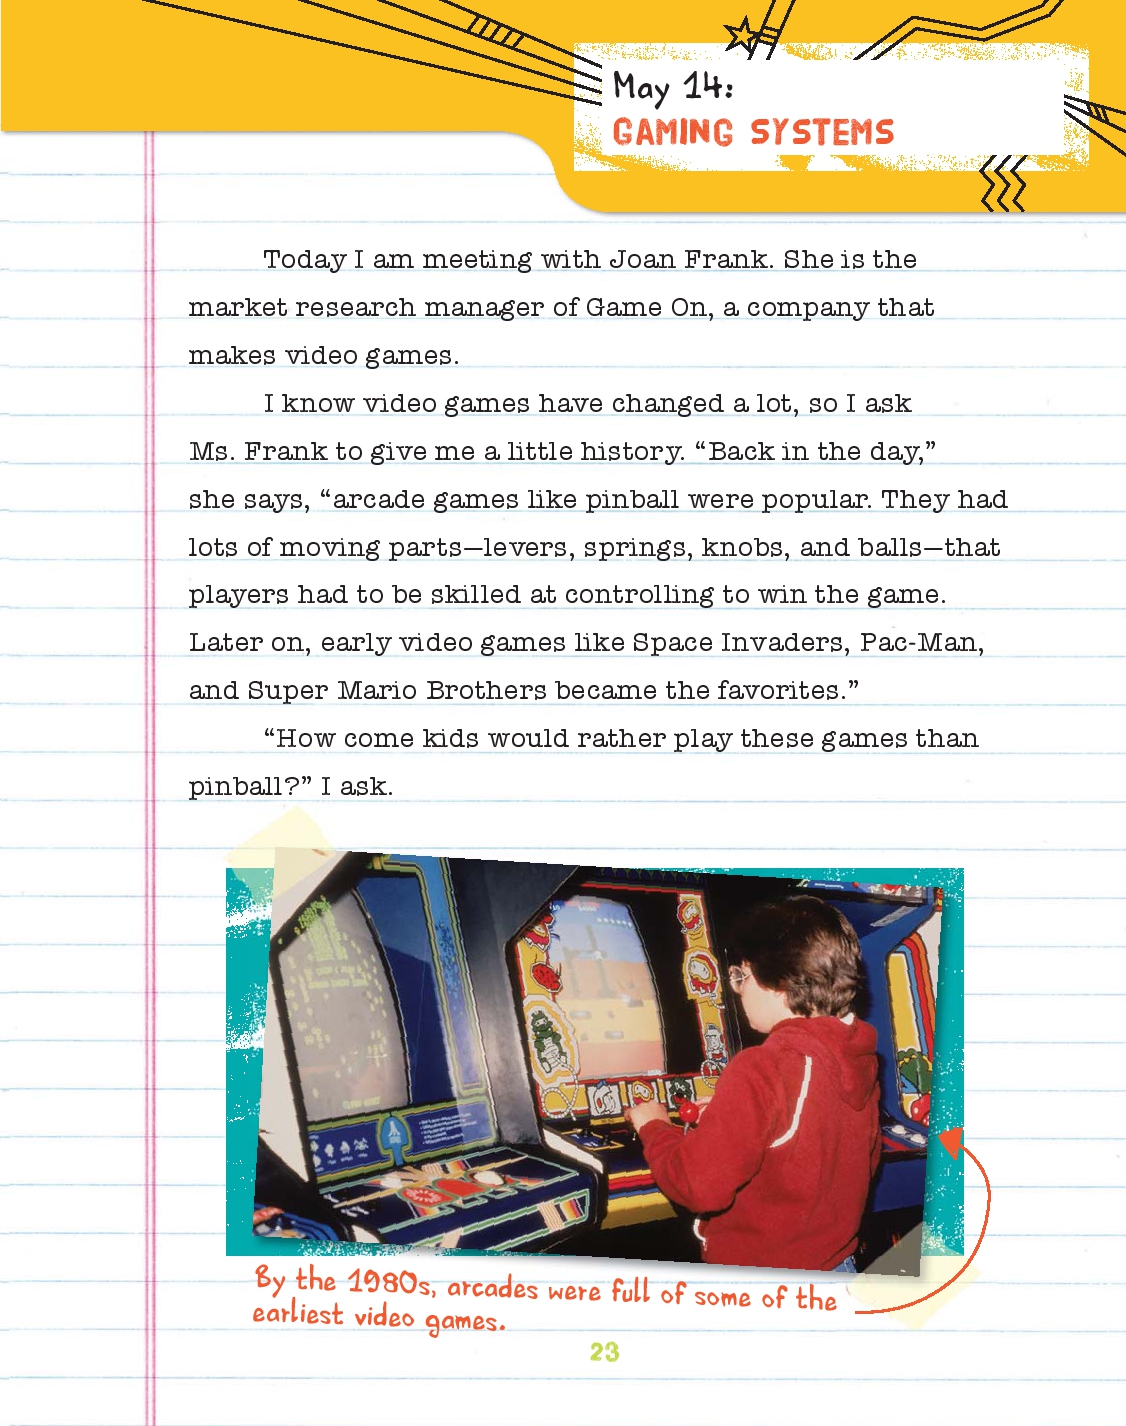 May 14:
GAMING SYSTEMS
Today I am meeting with Joan Frank. She is the
market research manager of Game On, a company that
makes video games.
I know video games have changed a lot, so I ask
Ms. Frank to give me a little history. “Back in the day,”
she says, “arcade games like pinball were popular. They had
lots of moving parts—levers, springs, knobs, and balls—that
players had to be skilled at controlling to win the game.
Later on, early video games like Space Invaders, Pac-Man,
and Super Mario Brothers became the favorites.”
“How come kids would rather play these games than
pinball?” I ask.
By the 1980s, arcades were full of some of the
earliest video games.
23